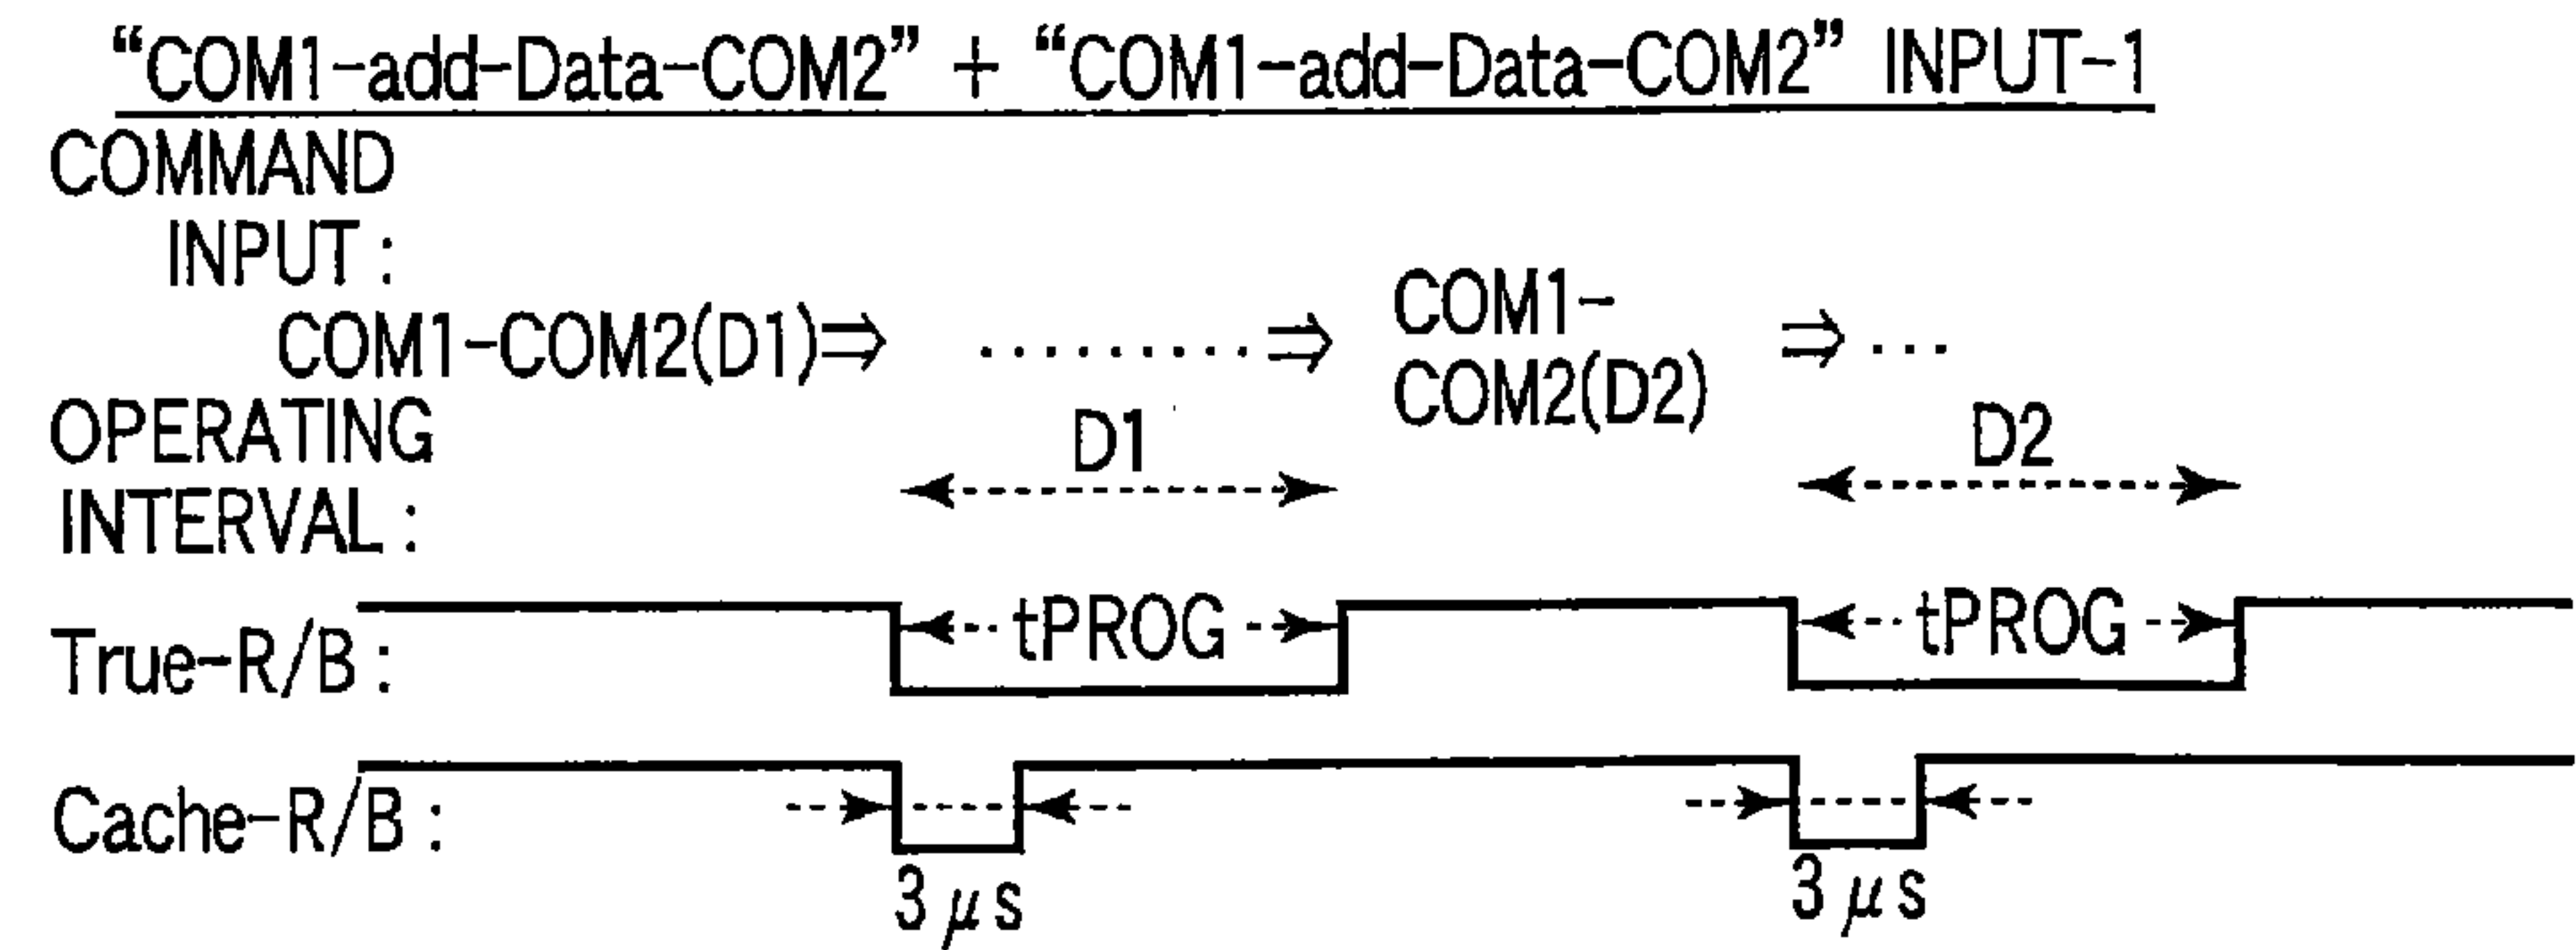 “COM1-add-Data-COM2” + “COM1-add-Data-COM2” INPUT-1
COMMAND
INPUT :
COM1-COM2(D1)⇒ ·········⇒ COM1-
COM2(D2) ⇒···
OPERATING
INTERVAL :
D1 D2
True-R/B : tPROG tPROG
Cache-R/B :
3 μs 3 μs